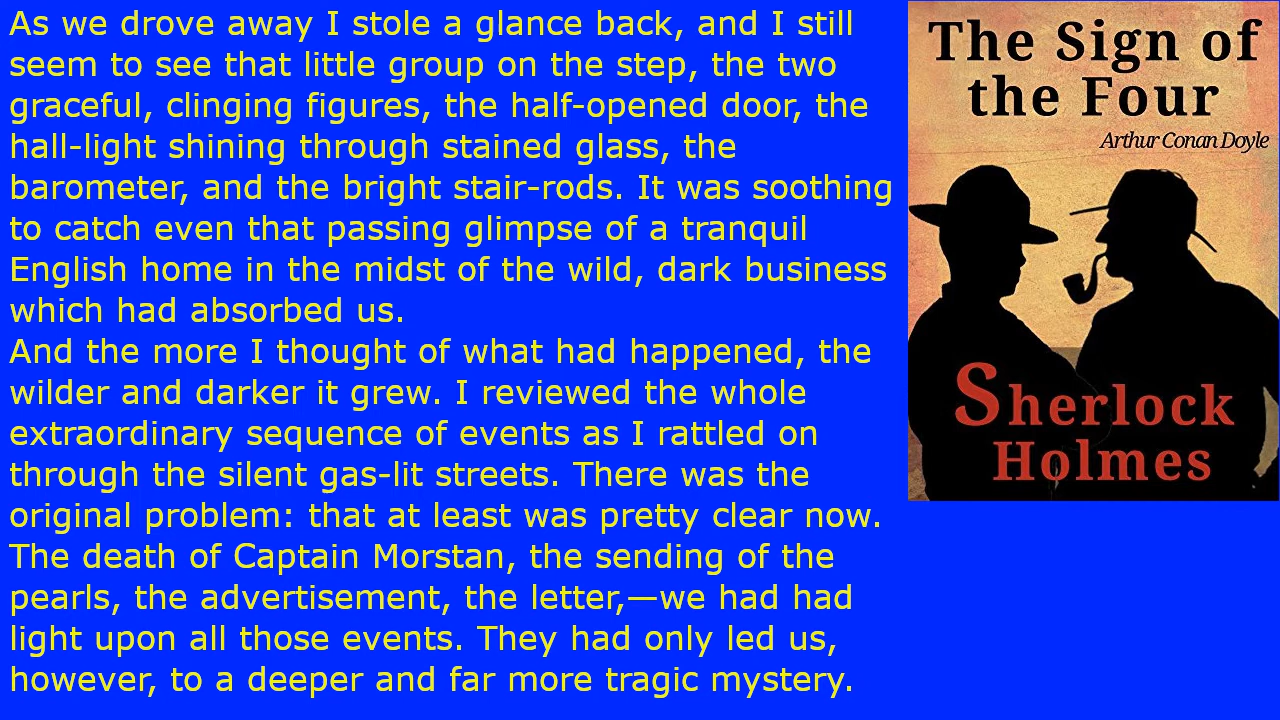 As we drove away I stole a glance back, and I still
seem to see that little group on the step, the two
graceful, clinging figures, the half-opened door, the
hall-light shining through stained glass, the
barometer, and the bright stair-rods. It was soothing
to catch even that passing glimpse of a tranquil
English home in the midst of the wild, dark business
which had absorbed us.
And the more I thought of what had happened, the
wilder and darker it grew. I reviewed the whole
extraordinary sequence of events as I rattled on
through the silent gas-lit streets. There was the
original problem: that at least was pretty clear now.
The death of Captain Morstan, the sending of the
pearls, the advertisement, the letter,—we had had
light upon all those events. They had only led us,
however, to a deeper and far more tragic mystery.
The Sign of
the Four
Arthur Conan Doyle
Sherlock
Holmes